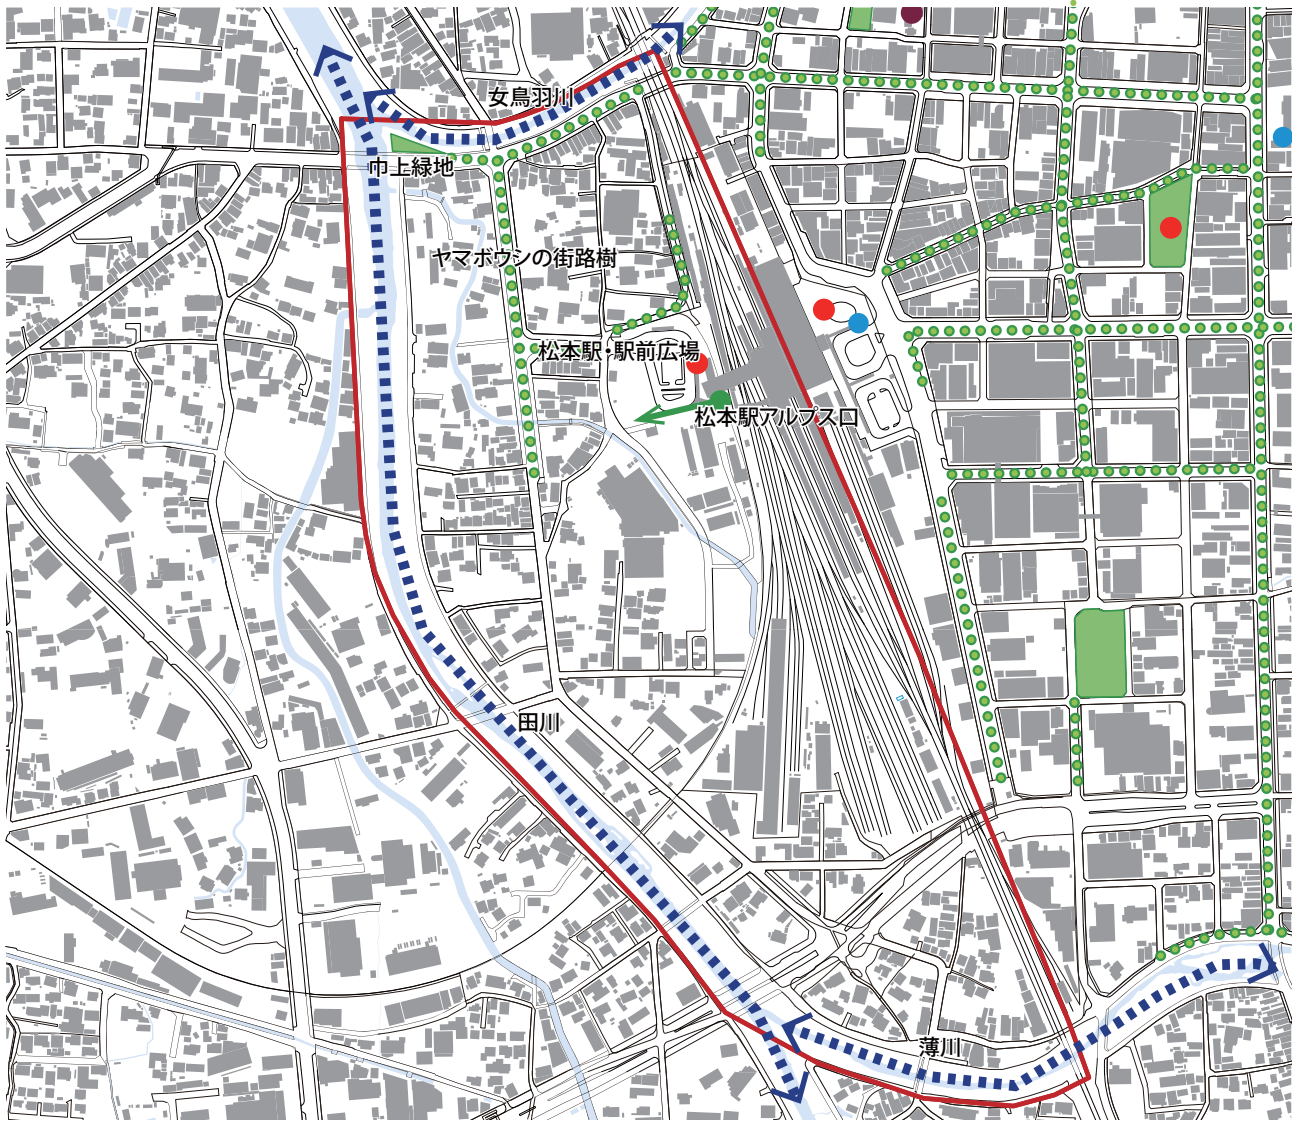 女鳥羽川
巾上緑地
ヤマボウシの街路樹
松本駅・駅前広場
松本駅アルプス口
田川
薄川